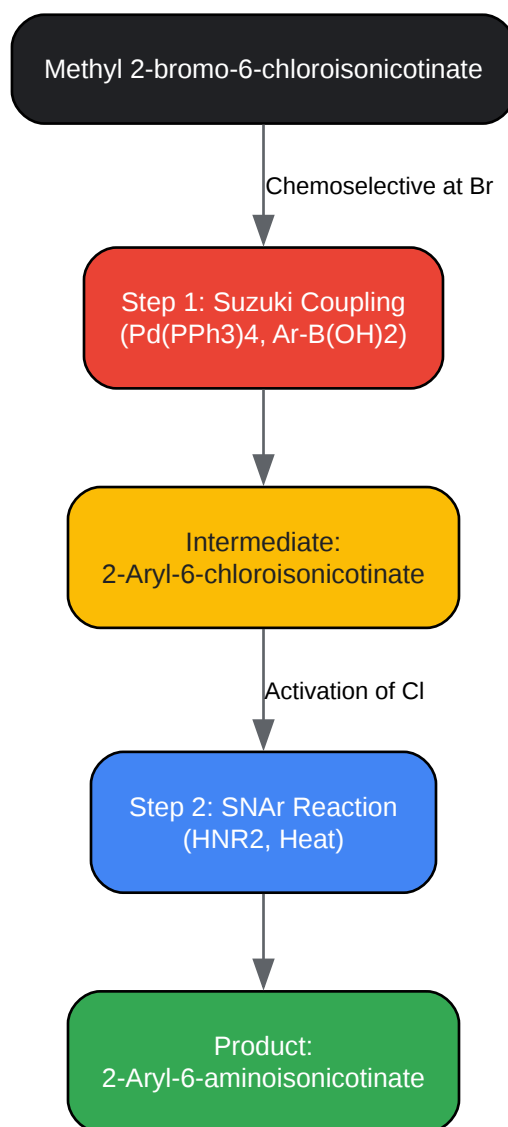 Methyl 2-bromo-6-chloroisonicotinate
Chemoselective at Br
Step 1: Suzuki Coupling
(Pd(PPh3)4, Ar-B(OH)2)
Intermediate:
2-Aryl-6-chloroisonicotinate
Activation of Cl
Step 2: SNAr Reaction
(HNR2, Heat)
Product:
2-Aryl-6-aminoisonicotinate